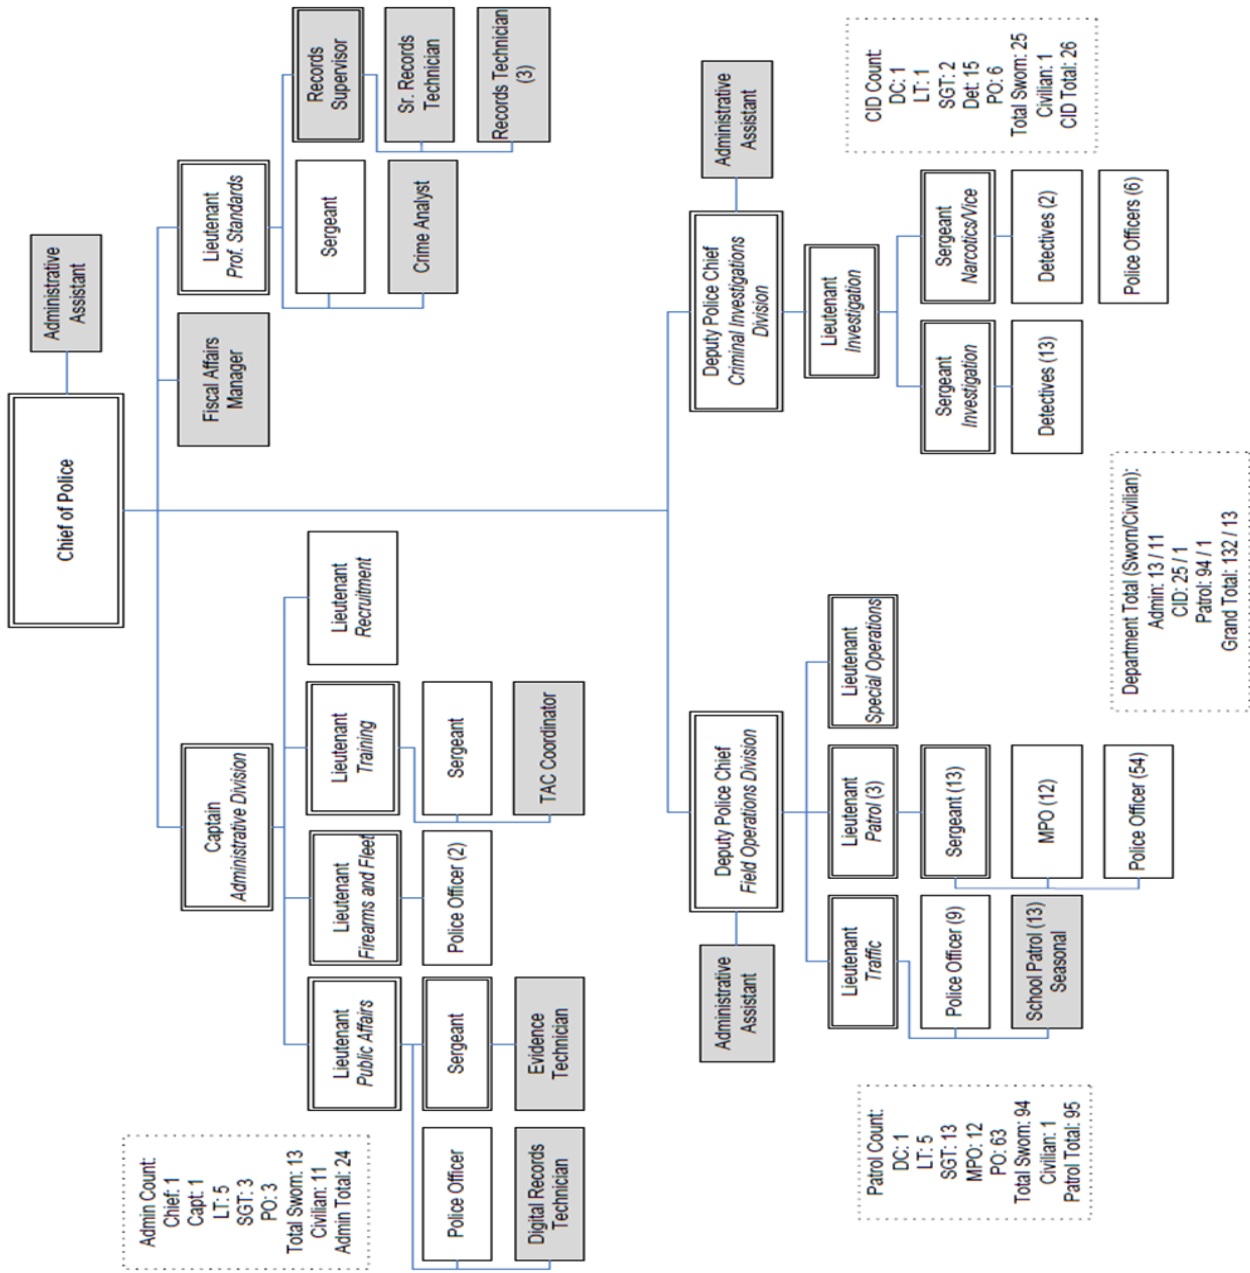 Chief of Police
Administrative
Assistant
Captain
Administrative Division
Fiscal Affairs
Manager
Lieutenant
Prof. Standards
Lieutenant
Public Affairs
Lieutenant
Firearms and Fleet
Lieutenant
Training
Lieutenant
Recruitment
Sergeant
Records
Supervisor
Police Officer
Sergeant
Police Officer (2)
Sergeant
Crime Analyst
Sr. Records
Technician
Digital Records
Technician
Evidence
Technician
TAC Coordinator
Records Technician
(3)
Admin Count:
Chief: 1
Capt: 1
LT: 5
SGT: 3
PO: 3
Total Sworn: 13
Civilian: 11
Admin Total: 24
Administrative
Assistant
Deputy Police Chief
Field Operations Division
Deputy Police Chief
Criminal Investigations
Division
Administrative
Assistant
Lieutenant
Traffic
Lieutenant
Patrol (3)
Lieutenant
Special Operations
Lieutenant
Investigation
Police Officer (9)
Sergeant (13)
Sergeant
Investigation
Sergeant
Narcotics/Vice
School Patrol (13)
Seasonal
MPO (12)
Detectives (13)
Detectives (2)
Police Officer (54)
Police Officers (6)
Patrol Count:
DC: 1
LT: 5
SGT: 13
MPO: 12
PO: 63
Total Sworn: 94
Civilian: 1
Patrol Total: 95
Department Total (Sworn/Civilian):
Admin: 13 / 11
CID: 25 / 1
Patrol: 94 / 1
Grand Total: 132 / 13
CID Count:
DC: 1
LT: 1
SGT: 2
Det: 15
PO: 6
Total Sworn: 25
Civilian: 1
CID Total: 26